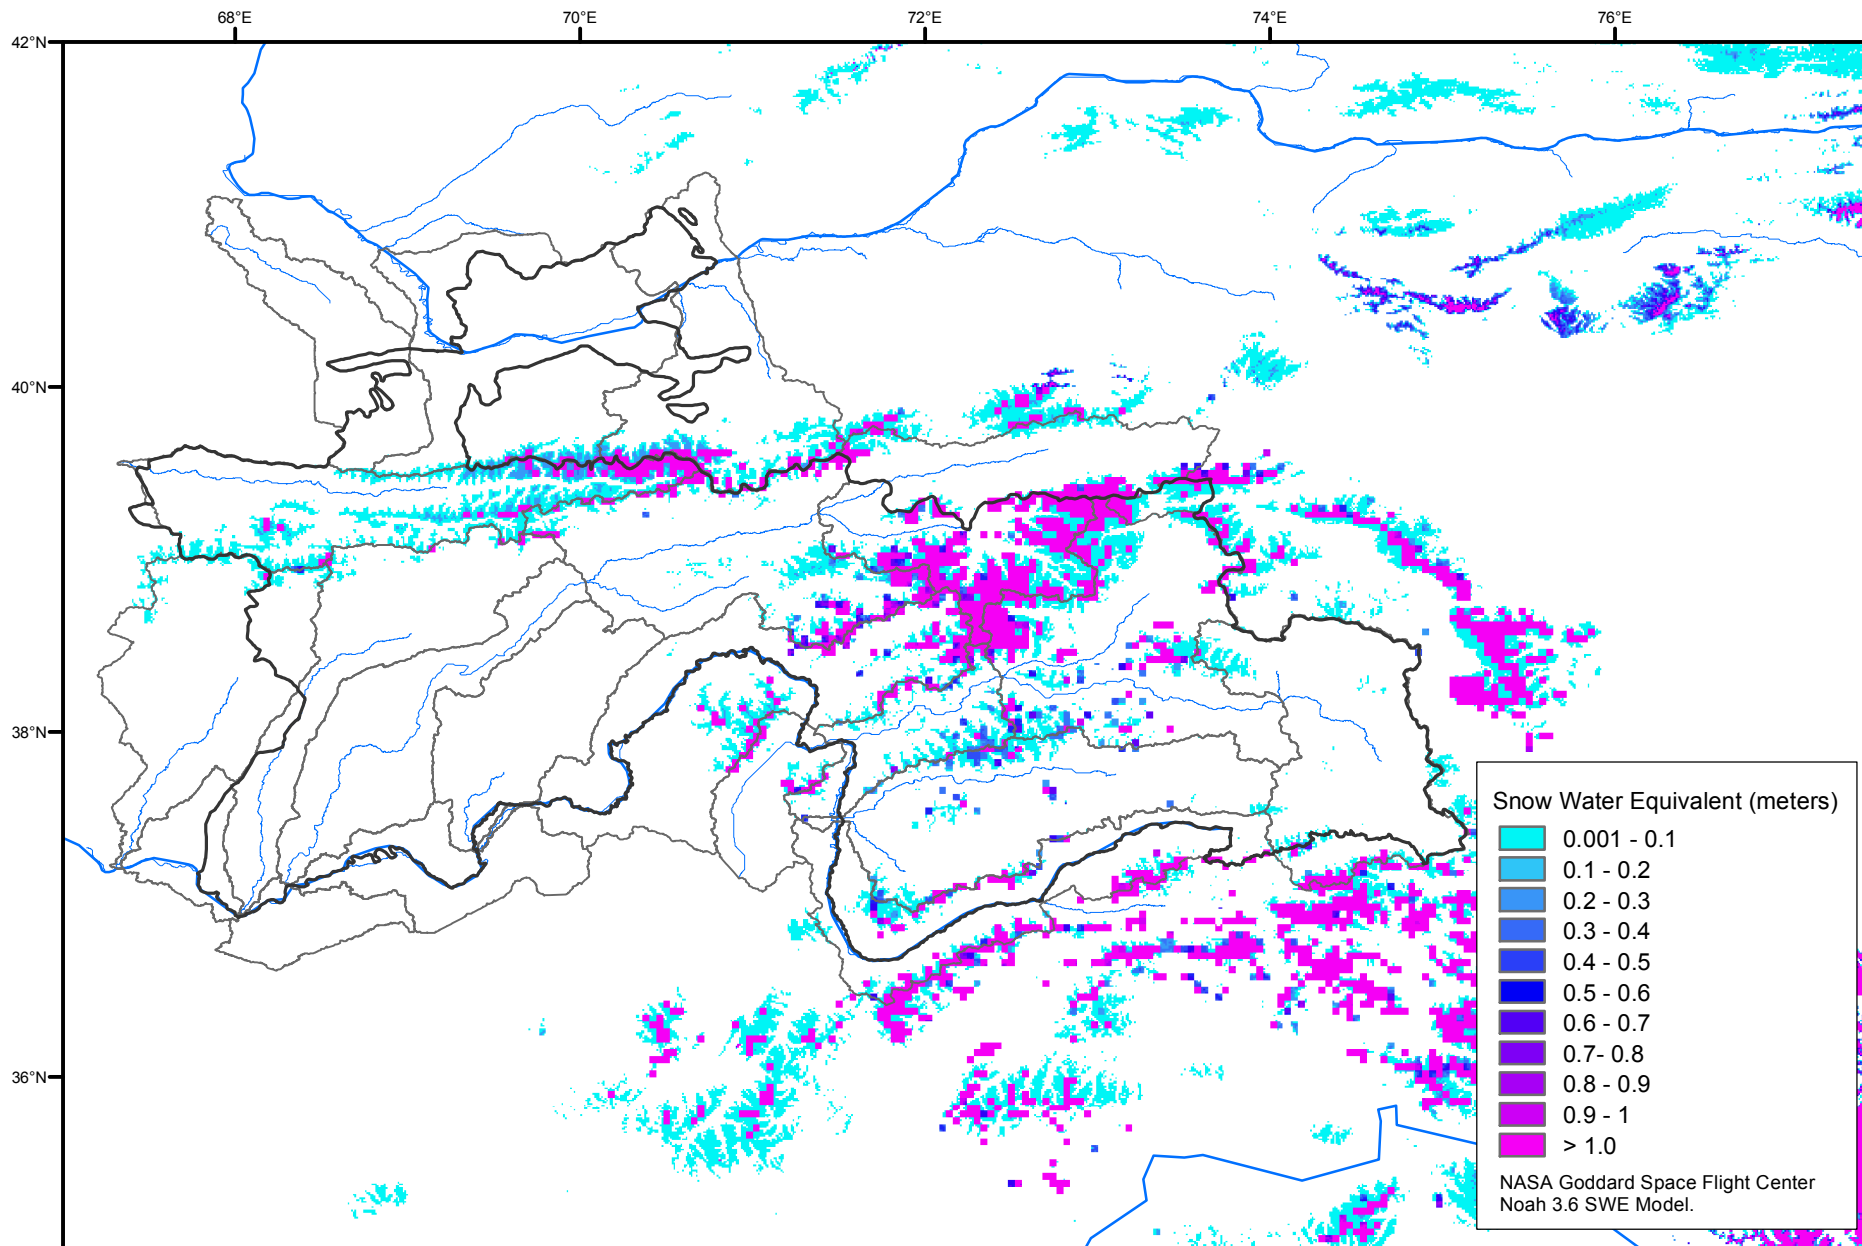 68°E 70°E 72°E 74°E 76°E
42°N
40°N
38°N
36°N
Snow Water Equivalent (meters)
0.001 - 0.1
0.1 - 0.2
0.2 - 0.3
0.3 - 0.4
0.4 - 0.5
0.5 - 0.6
0.6 - 0.7
0.7- 0.8
0.8 - 0.9
0.9 - 1
> 1.0
NASA Goddard Space Flight Center
Noah 3.6 SWE Model.